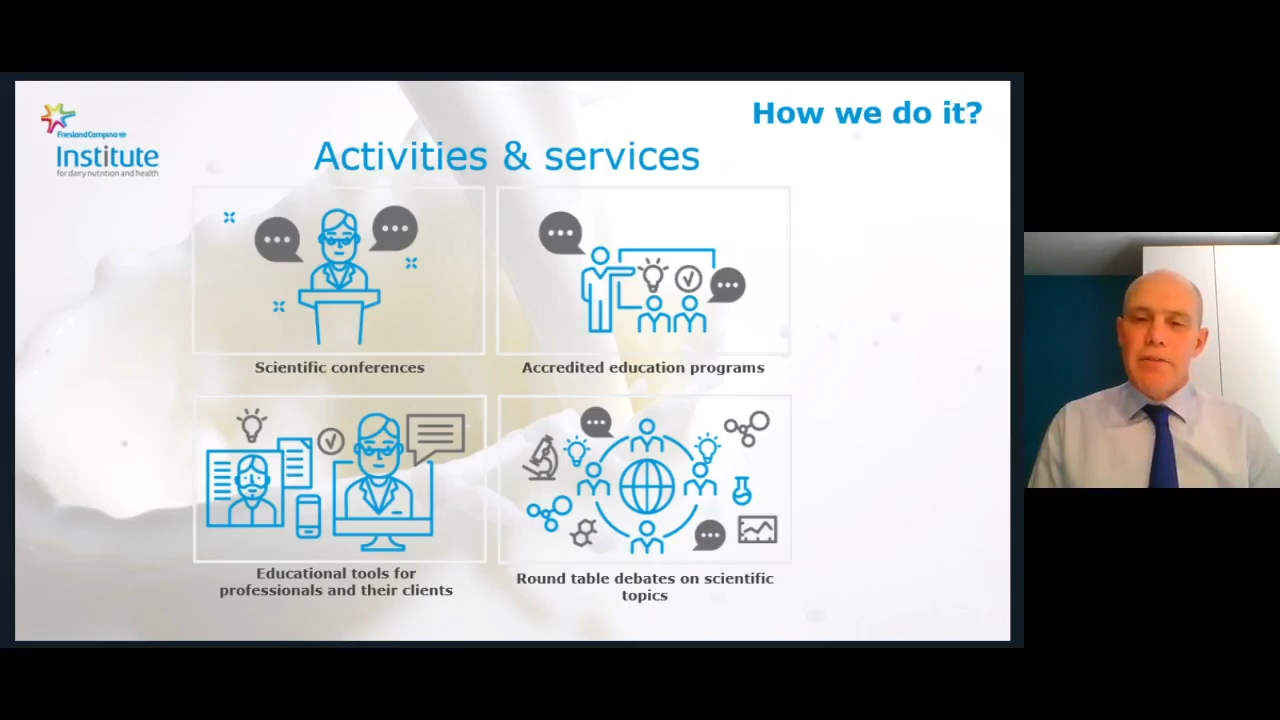 How we do it?
FrieslandCampina
Institute
for dairy nutrition and health
Activities & services
Scientific conferences
Accredited education programs
Educational tools for
professionals and their clients
Round table debates on scientific
topics